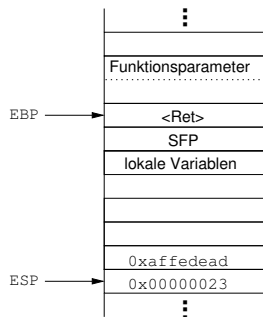 Funktionsparameter
EBP
<Ret>
SFP
lokale Variablen
0xaffedead
ESP
0x00000023